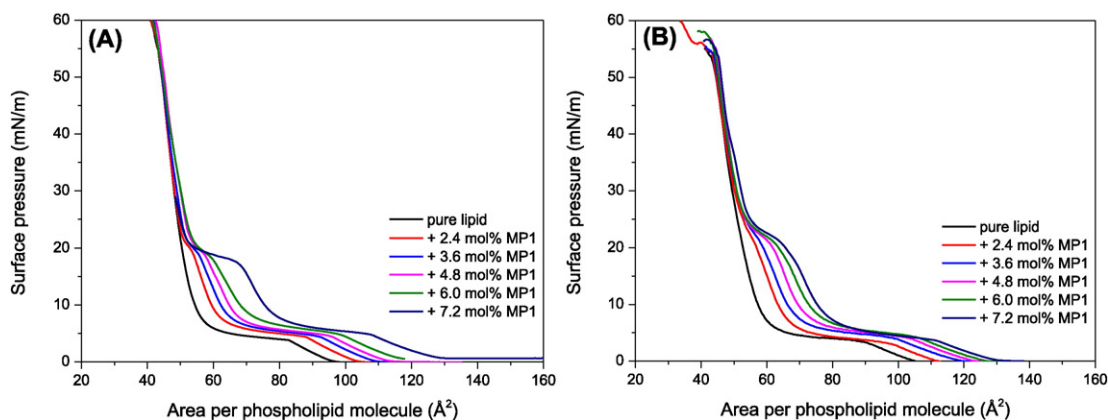 (A)
60
50
40
30
20
10
0
Surface pressure (mN/m)
pure lipid
+ 2.4 mol% MP1
+ 3.6 mol% MP1
+ 4.8 mol% MP1
+ 6.0 mol% MP1
+ 7.2 mol% MP1
20 40 60 80 100 120 140 160
Area per phospholipid molecule (Å²)
(B)
60
50
40
30
20
10
0
Surface pressure (mN/m)
pure lipid
+ 2.4 mol% MP1
+ 3.6 mol% MP1
+ 4.8 mol% MP1
+ 6.0 mol% MP1
+ 7.2 mol% MP1
20 40 60 80 100 120 140 160
Area per phospholipid molecule (Å²)